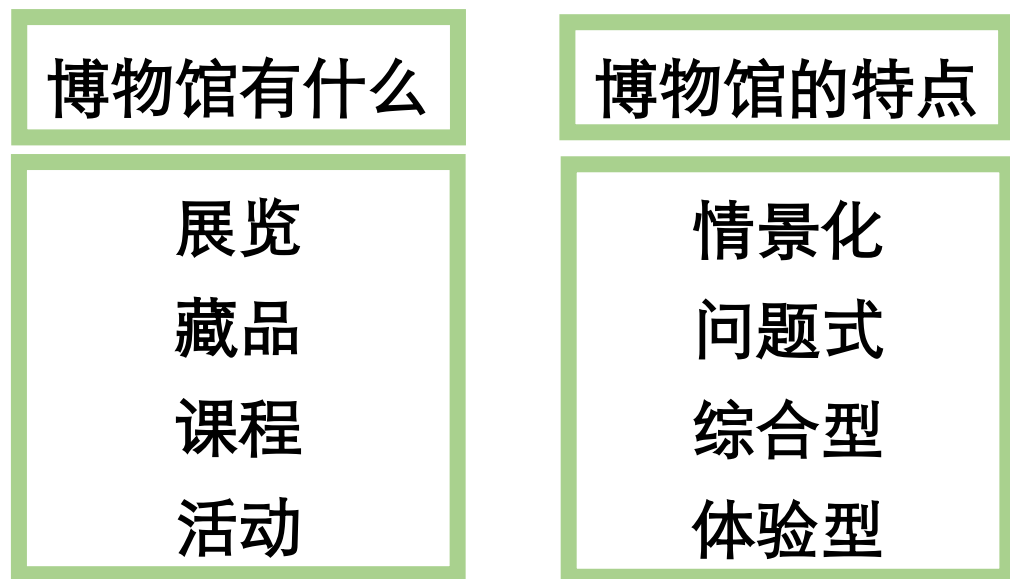 博物馆有什么
展览
藏品
课程
活动
博物馆的特点
情景化
问题式
综合型
体验型